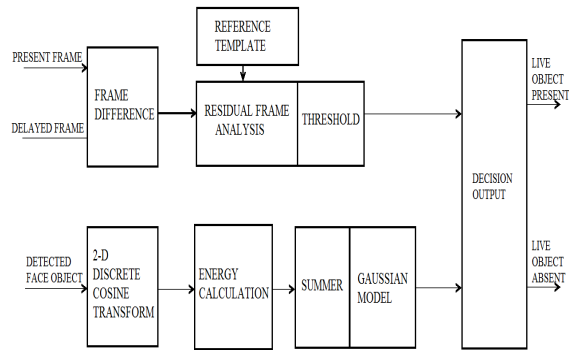 REFERENCE
TEMPLATE
PRESENT FRAME
DELAYED FRAME
FRAME
DIFFERENCE
RESIDUAL FRAME
ANALYSIS
THRESHOLD
LIVE
OBJECT
PRESENT
DECISION
OUTPUT
DETECTED
FACE OBJECT
2-D
DISCRETE
COSINE
TRANSFORM
ENERGY
CALCULATION
SUMMER
GAUSSIAN
MODEL
LIVE
OBJECT
ABSENT